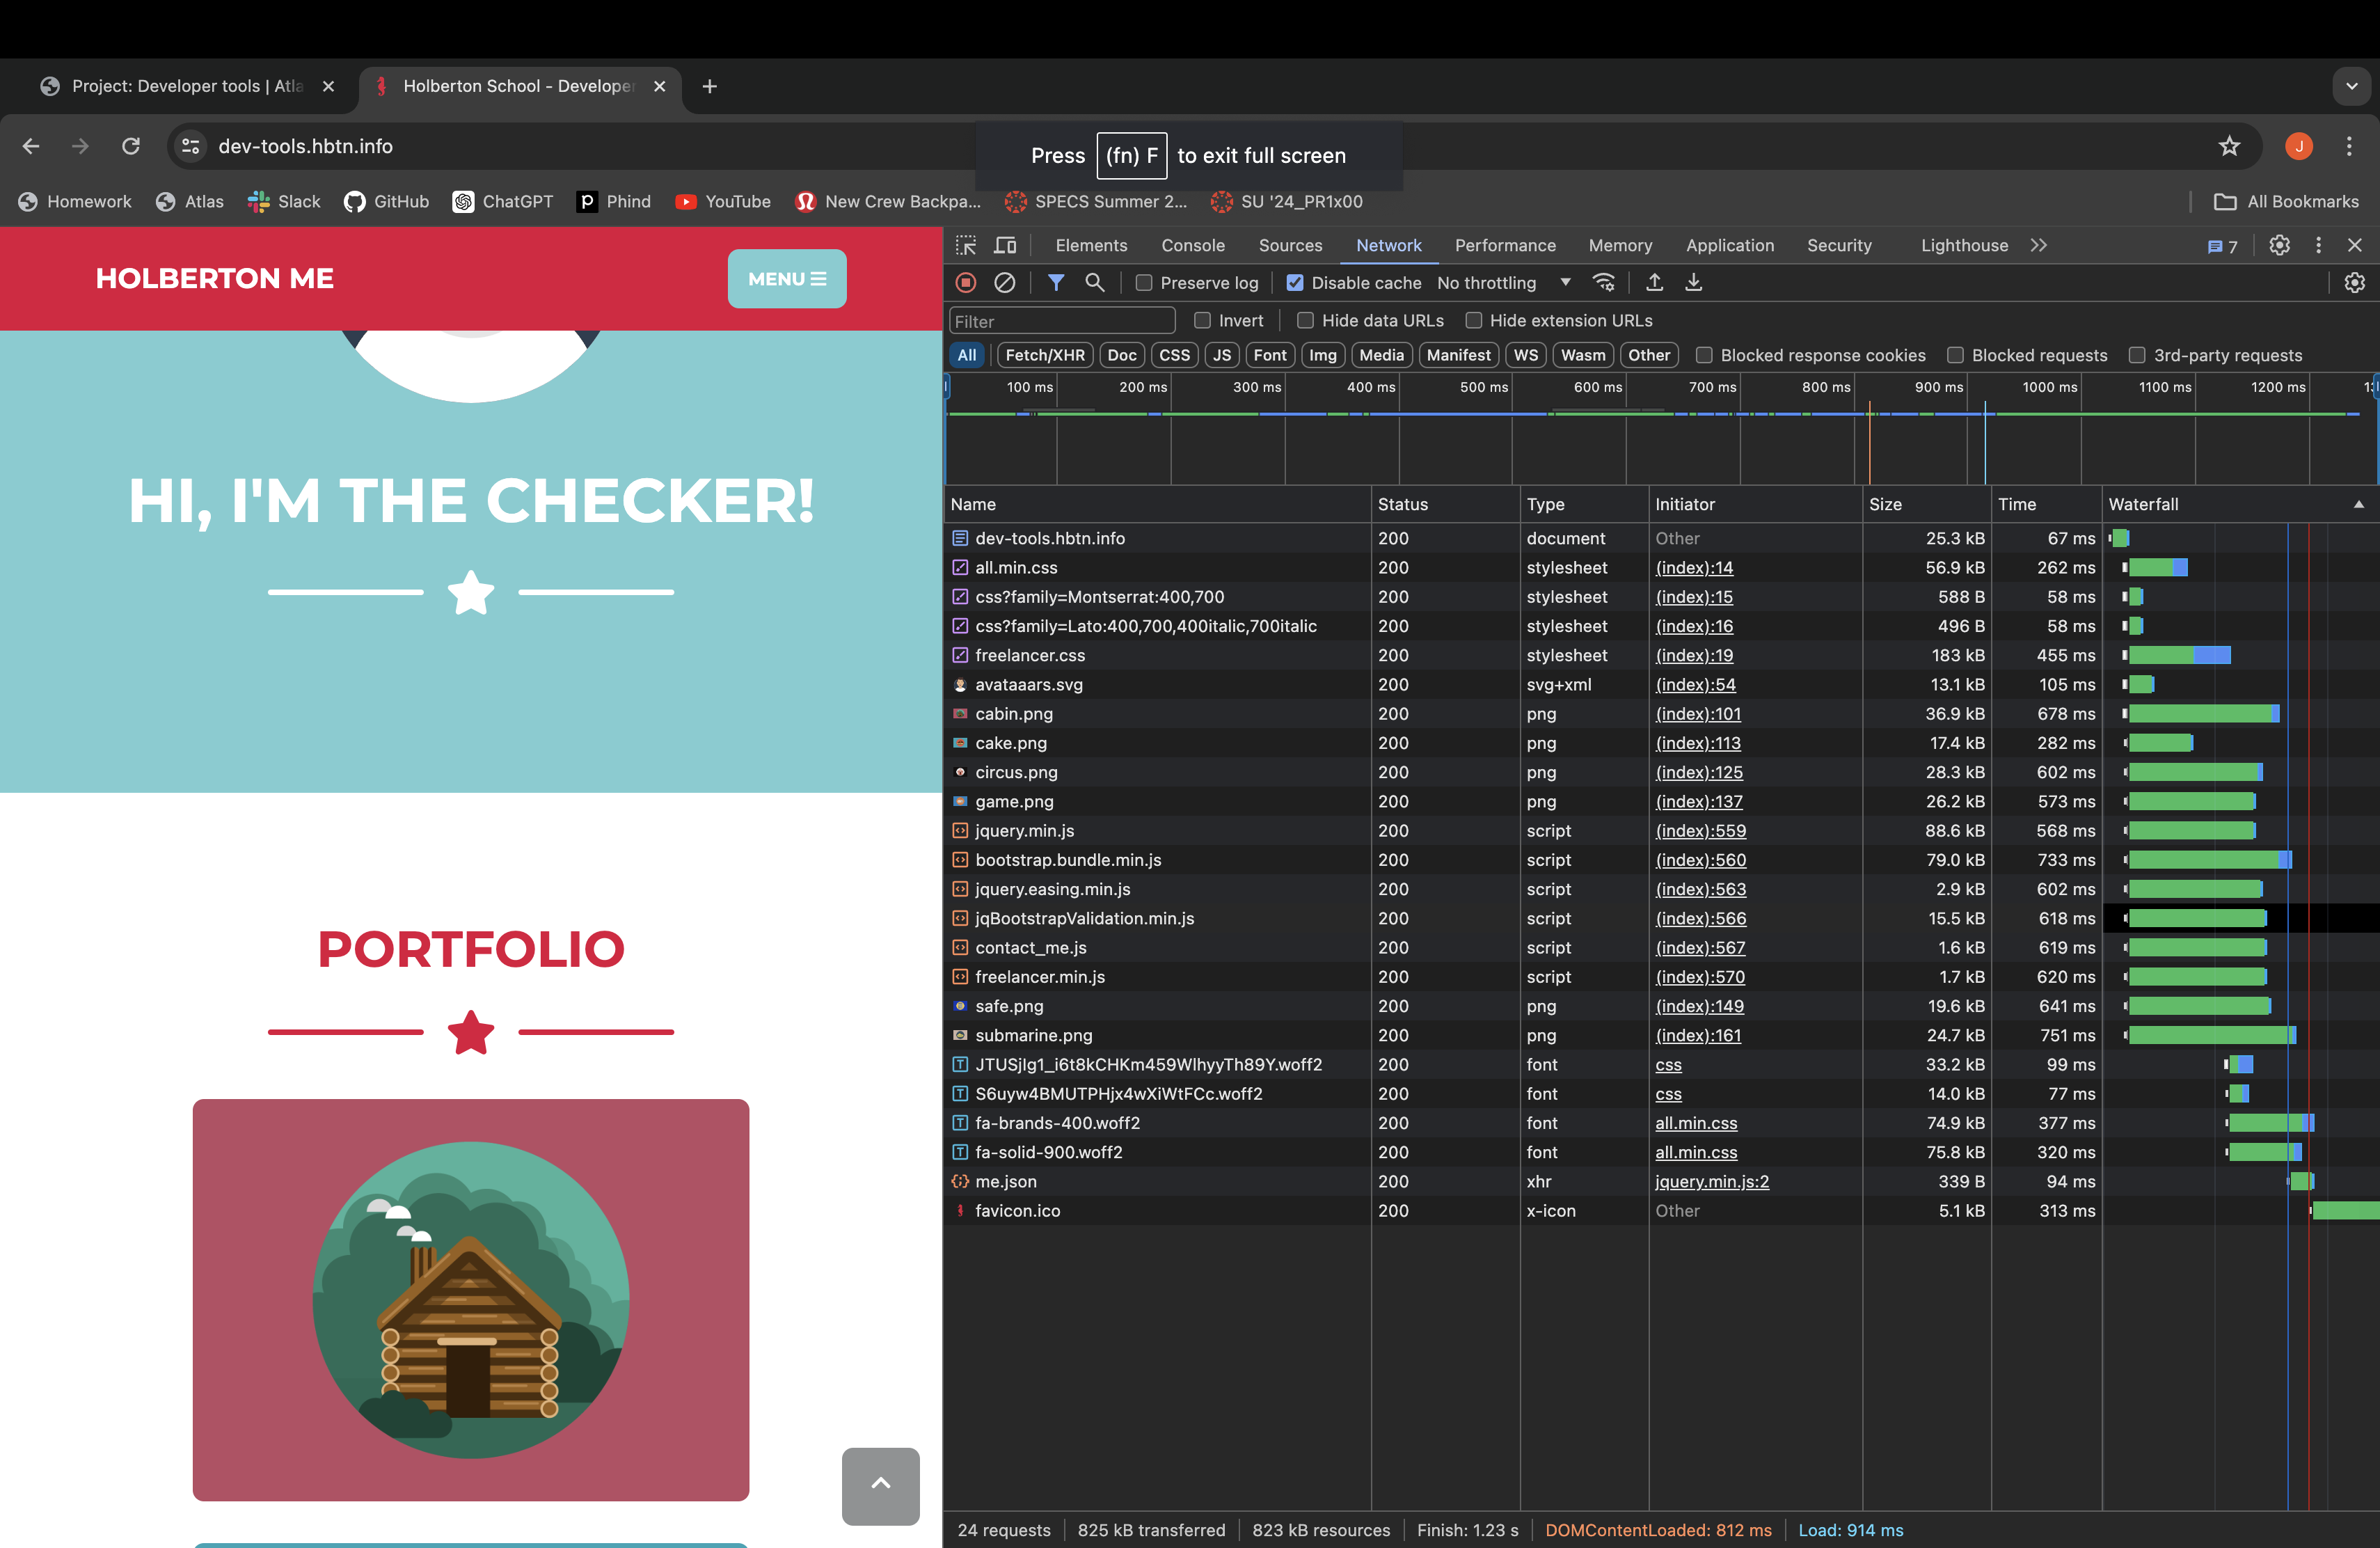 Project: Developer tools | Atla
Holberton School - Developer
dev-tools.hbtn.info
Press (fn) F to exit full screen
J
Homework Atlas Slack GitHub ChatGPT Phind YouTube New Crew Backpa... SPECS Summer 2... SU '24_PR1x00 All Bookmarks
HOLBERTON ME
MENU
HI, I'M THE CHECKER!
PORTFOLIO
Elements Console Sources Network Performance Memory Application Security Lighthouse 7
Preserve log Disable cache No throttling
Filter Invert Hide data URLs Hide extension URLs
All Fetch/XHR Doc CSS JS Font Img Media Manifest WS Wasm Other Blocked response cookies Blocked requests 3rd-party requests
100 ms 200 ms 300 ms 400 ms 500 ms 600 ms 700 ms 800 ms 900 ms 1000 ms 1100 ms 1200 ms
Name Status Type Initiator Size Time Waterfall
dev-tools.hbtn.info 200 document Other 25.3 kB 67 ms
all.min.css 200 stylesheet (index):14 56.9 kB 262 ms
css?family=Montserrat:400,700 200 stylesheet (index):15 588 B 58 ms
css?family=Lato:400,700,400italic,700italic 200 stylesheet (index):16 496 B 58 ms
freelancer.css 200 stylesheet (index):19 183 kB 455 ms
avataaars.svg 200 svg+xml (index):54 13.1 kB 105 ms
cabin.png 200 png (index):101 36.9 kB 678 ms
cake.png 200 png (index):113 17.4 kB 282 ms
circus.png 200 png (index):125 28.3 kB 602 ms
game.png 200 png (index):137 26.2 kB 573 ms
jquery.min.js 200 script (index):559 88.6 kB 568 ms
bootstrap.bundle.min.js 200 script (index):560 79.0 kB 733 ms
jquery.easing.min.js 200 script (index):563 2.9 kB 602 ms
jqBootstrapValidation.min.js 200 script (index):566 15.5 kB 618 ms
contact_me.js 200 script (index):567 1.6 kB 619 ms
freelancer.min.js 200 script (index):570 1.7 kB 620 ms
safe.png 200 png (index):149 19.6 kB 641 ms
submarine.png 200 png (index):161 24.7 kB 751 ms
JTUSjIg1_i6t8kCHKm459WlhyyTh89Y.woff2 200 font css 33.2 kB 99 ms
S6uyw4BMUTPHjx4wXiWtFCc.woff2 200 font css 14.0 kB 77 ms
fa-brands-400.woff2 200 font all.min.css 74.9 kB 377 ms
fa-solid-900.woff2 200 font all.min.css 75.8 kB 320 ms
me.json 200 xhr jquery.min.js:2 339 B 94 ms
favicon.ico 200 x-icon Other 5.1 kB 313 ms
24 requests 825 kB transferred 823 kB resources Finish: 1.23 s DOMContentLoaded: 812 ms Load: 914 ms